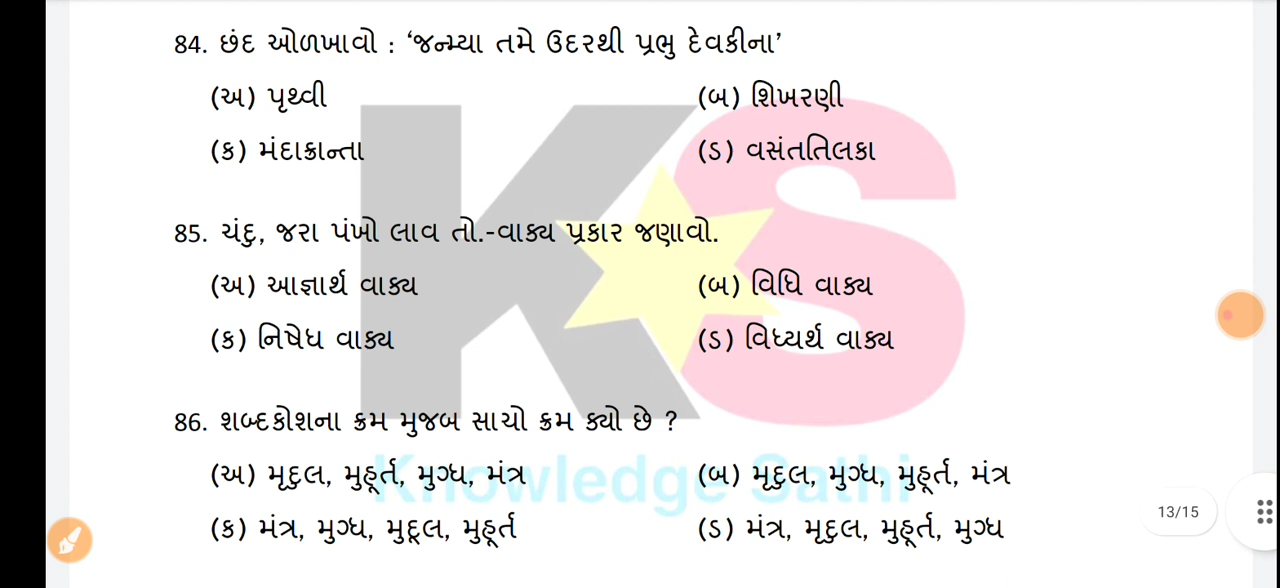 84. છંદ ઓળખાવો : ‘જન્મ્યા તમે ઉદરથી પ્રભુ દેવકીના’
(અ) પૃથ્વી (બ) શિખરણી
(ક) મંદાક્રાન્તા (ડ) વસંતતિલકા
85. ચંદુ, જરા પંખો લાવ તો.-વાક્ય પ્રકાર જણાવો.
(અ) આજ્ઞાર્થ વાક્ય (બ) વિધિ વાક્ય
(ક) નિષેધ વાક્ય (ડ) વિધ્યર્થ વાક્ય
86. શબ્દકોશના ક્રમ મુજબ સાચો ક્રમ ક્યો છે ?
(અ) મૃદુલ, મુહૂર્ત, મુગ્ધ, મંત્ર (બ) મૃદુલ, મુગ્ધ, મુહૂર્ત, મંત્ર
Knowledge Sathi
(ક) મંત્ર, મુગ્ધ, મુદૂલ, મુહૂર્ત (ડ) મંત્ર, મૃદુલ, મુહૂર્ત, મુગ્ધ
13/15
KS